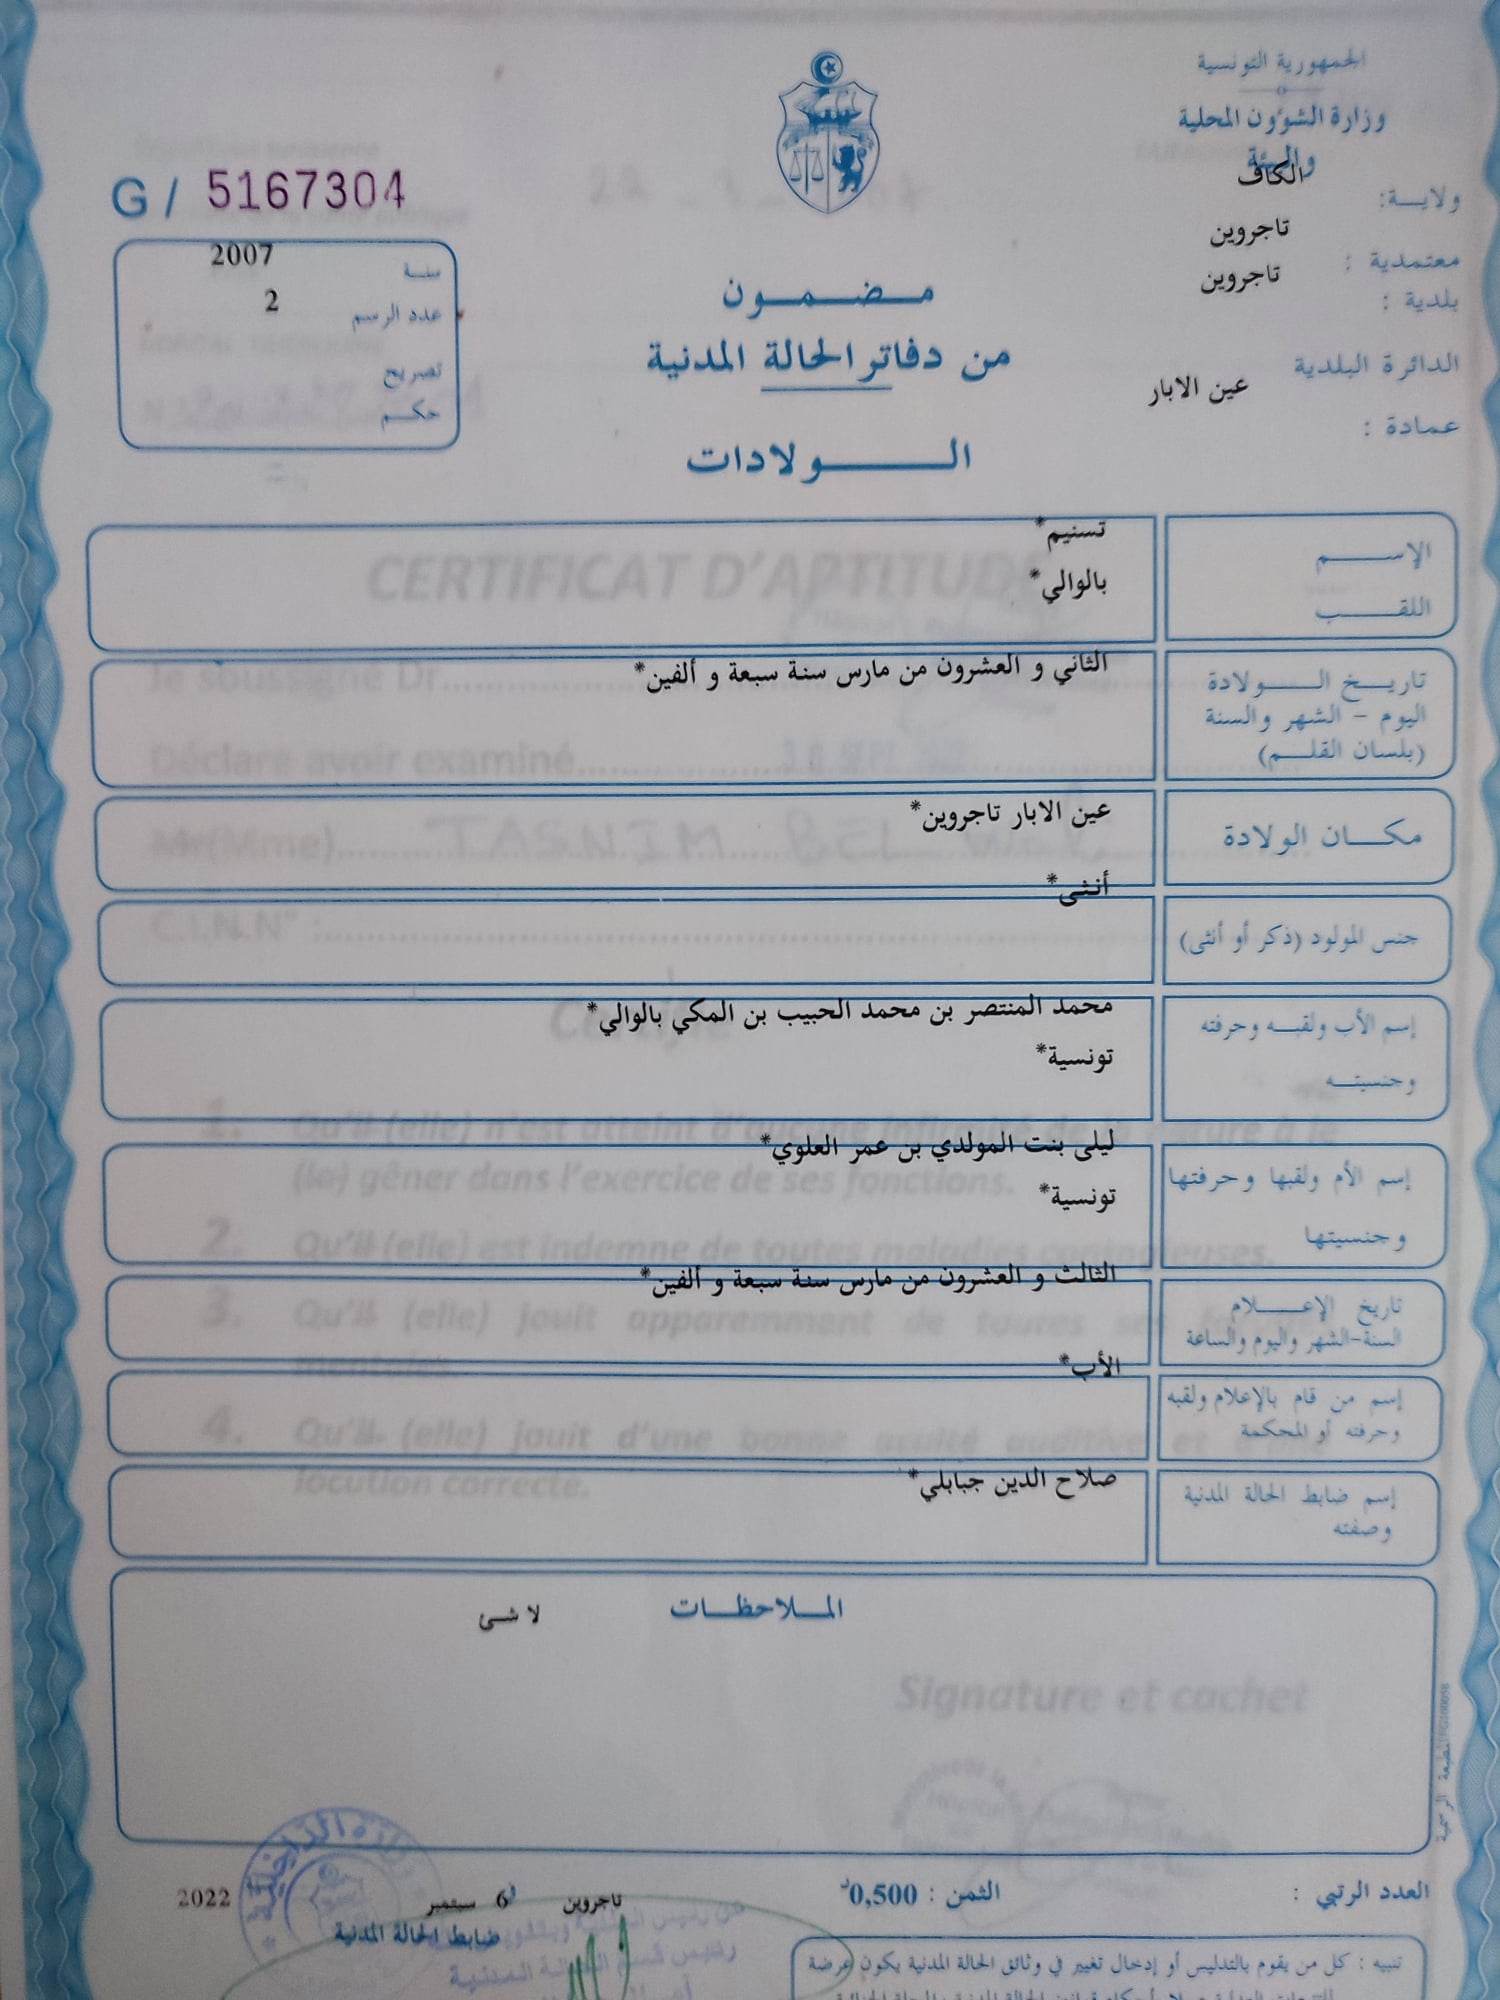 الجمهورية التونسية
وزارة الشؤون المحلية
والبيئة
ولاية: الكاف
معتمدية : تاجروين
بلدية : تاجروين
الدائرة البلدية
عمادة : عين الابار
G / 5167304
سنة 2007
عدد الرسم 2
تصريح
حكم
مضمون
من دفاتر الحالة المدنية
الولادات
الإسم تسنيم*
اللقب بالوالي*
تاريخ الولادة الثاني و العشرون من مارس سنة سبعة و ألفين*
اليوم - الشهر والسنة
(بلسان القلم)
مكان الولادة عين الابار تاجروين*
جنس المولود (ذكر أو أنثى) أنثى*
إسم الأب ولقبه وحرفته محمد المنتصر بن محمد الحبيب بن المكي بالوالي*
وجنسيته تونسية*
إسم الأم ولقبها وحرفتها ليلى بنت المولدي بن عمر العلوي*
وجنسيتها تونسية*
تاريخ الإعلام الثالث و العشرون من مارس سنة سبعة و ألفين*
السنة-الشهر واليوم والساعة
إسم من قام بالإعلام ولقبه الأب*
وحرفته أو المحكمة
إسم ضابط الحالة المدنية صلاح الدين جبابلي*
وصفته
الملاحظات لا شئ
CERTIFICAT D'APTITUDE
Je soussigné Dr
Déclare avoir examiné
Mr(Mme) TASNIM BEL
C.I.N.N° :
Certifie
1. Qu'il (elle) n'est atteint d'aucune infirmité de nature à le
(la) gêner dans l'exercice de ses fonctions.
2. Qu'il (elle) est indemne de toutes maladies contagieuses.
3. Qu'il (elle) jouit apparemment de toutes ses
mentales.
4. Qu'il (elle) jouit d'une bonne acuité auditive et d'une
locution correcte.
Signature et cachet
المطبعة الرسمية
العدد الرتبي :
الثمن : 0,500د
تاجروين 6 سبتمبر 2022
ضابط الحالة المدنية
رئيس قسم الحالة المدنية
تنبيه : كل من يقوم بالتدليس أو إدخال تغيير في وثائق الحالة المدنية يكون عرضة